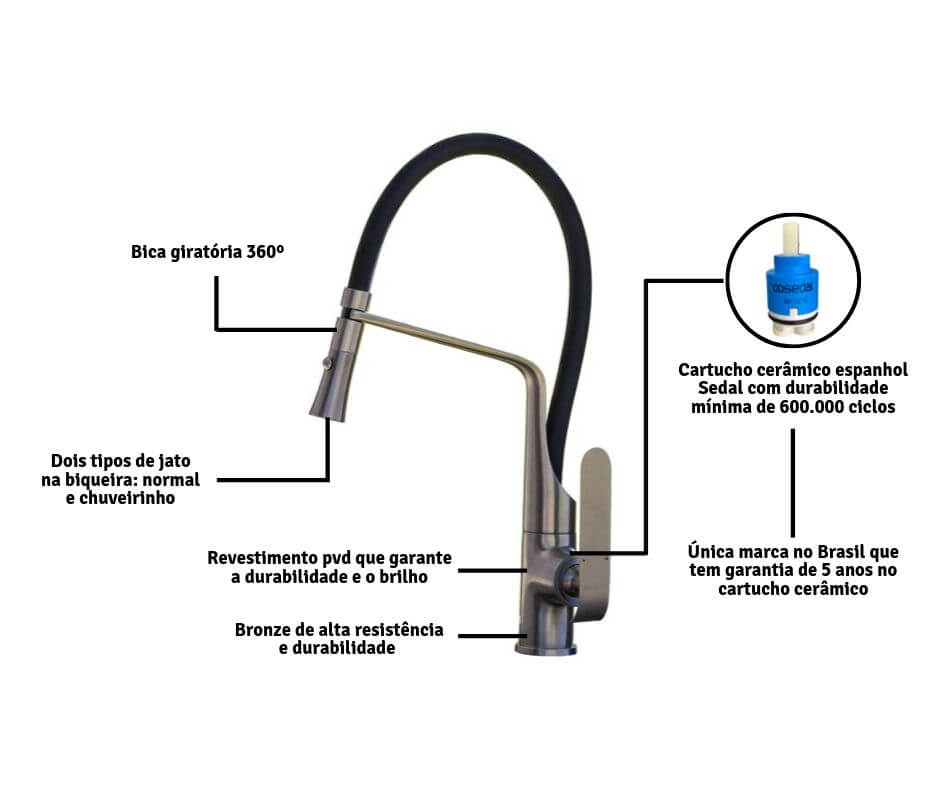 Bica giratória 360º
Dois tipos de jato
na biqueira: normal
e chuveirinho
Revestimento pvd que garante
a durabilidade e o brilho
Bronze de alta resistência
e durabilidade
sedal
Cartucho cerâmico espanhol
Sedal com durabilidade
mínima de 600.000 ciclos
Única marca no Brasil que
tem garantia de 5 anos no
cartucho cerâmico